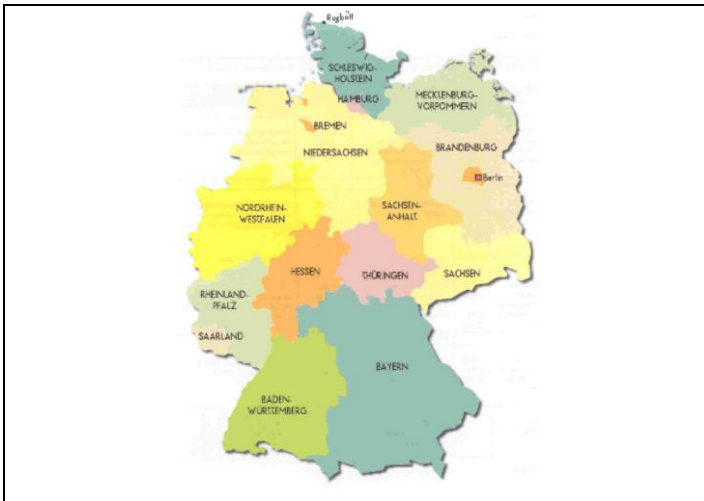 Rugbüll
SCHLESWIG-
HOLSTEIN
MECKLENBURG-
VORPOMMERN
HAMBURG
BREMEN
NIEDERSACHSEN
BRANDENBURG
Berlin
NORDRHEIN-
WESTFALEN
SACHSEN-
ANHALT
HESSEN
THÜRINGEN
SACHSEN
RHEINLAND-
PFALZ
SAARLAND
BAYERN
BADEN-
WÜRTTEMBERG